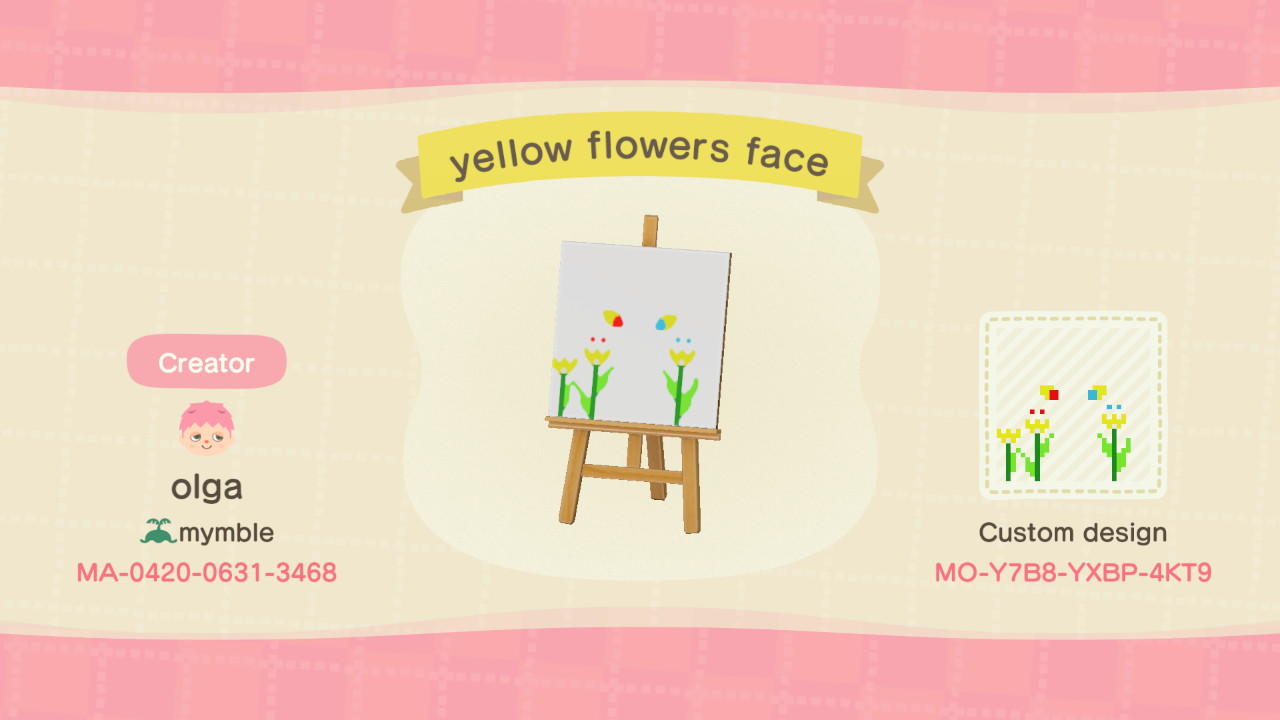 yellow flowers face
Creator
olga
mymble
MA-0420-0631-3468
Custom design
MO-Y7B8-YXBP-4KT9